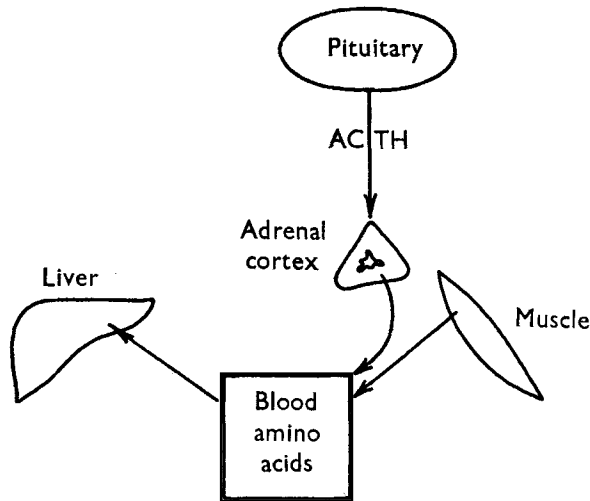 Pituitary
ACTH
Adrenal
cortex
Liver
Muscle
Blood
amino
acids